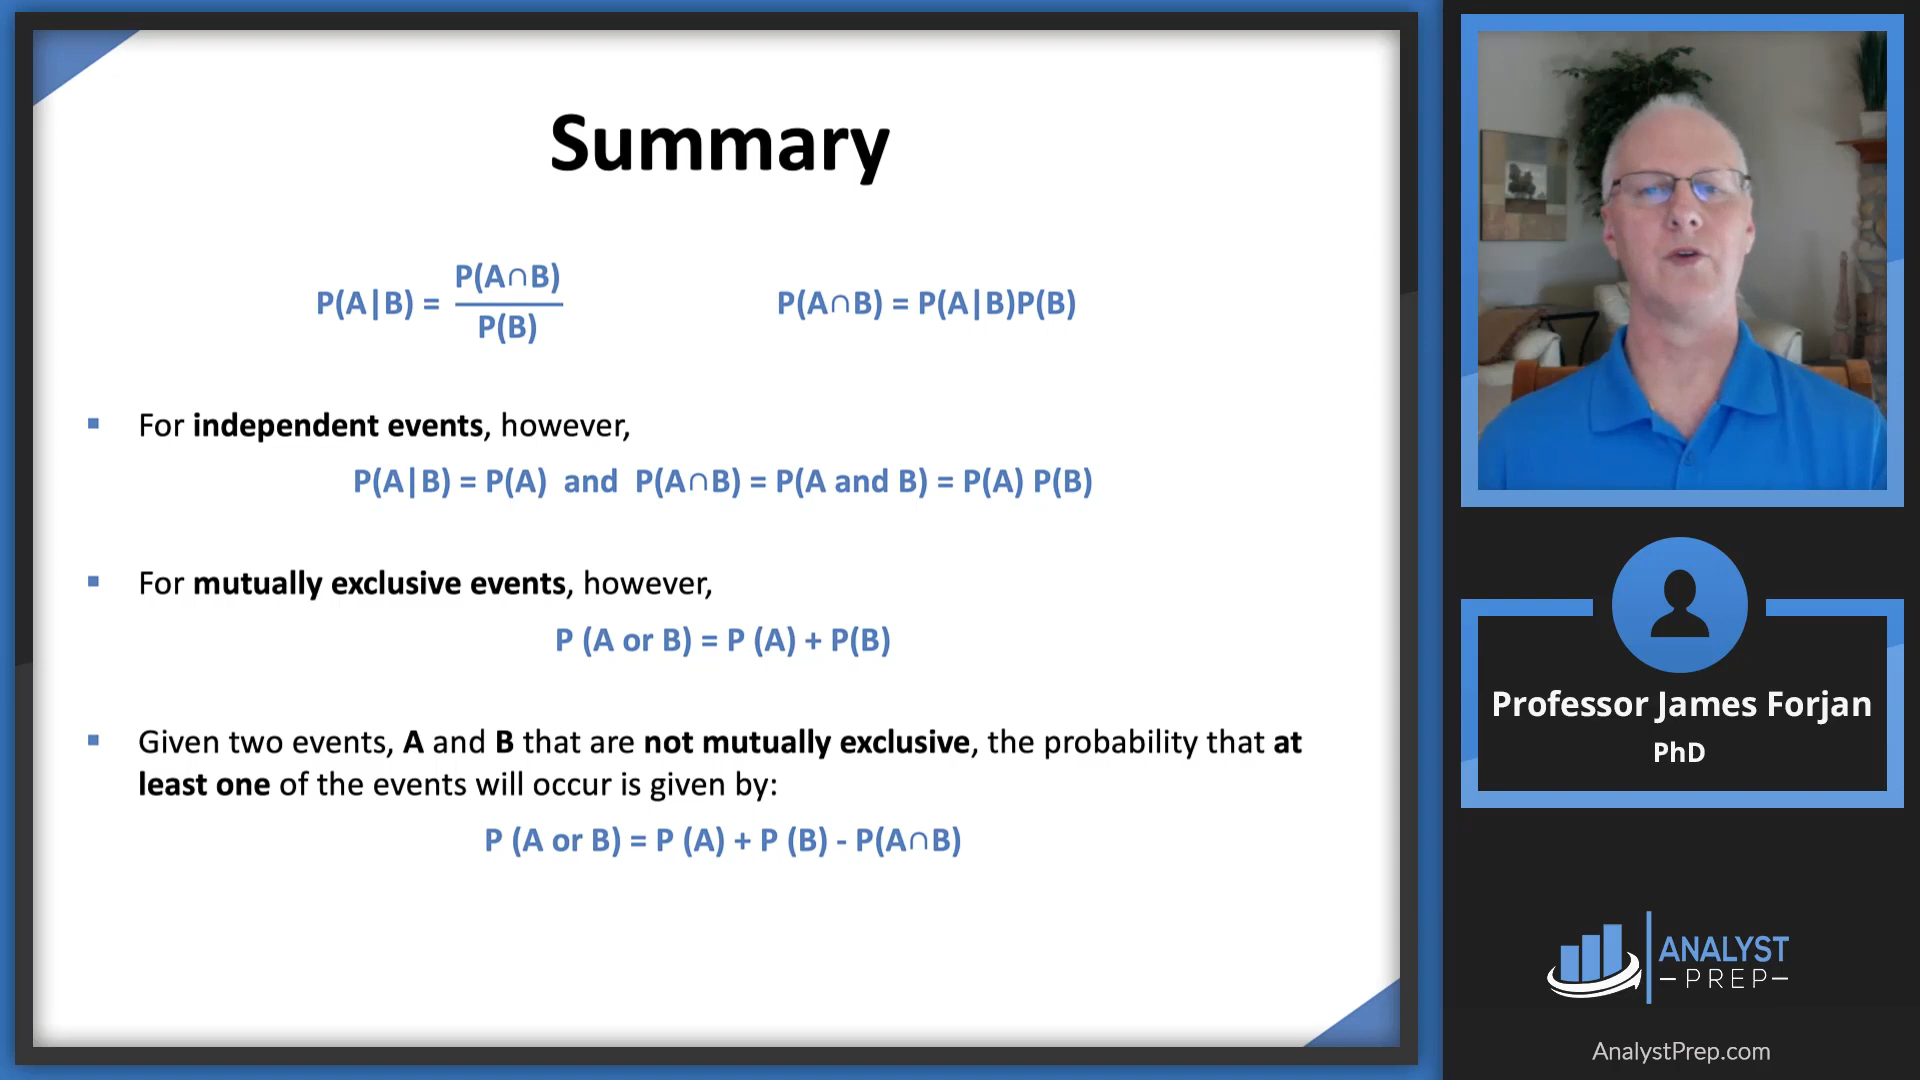 Summary
P(A|B) = P(A∩B) / P(B)
P(A∩B) = P(A|B)P(B)
▪ For independent events, however,
P(A|B) = P(A) and P(A∩B) = P(A and B) = P(A) P(B)
▪ For mutually exclusive events, however,
P (A or B) = P (A) + P(B)
▪ Given two events, A and B that are not mutually exclusive, the probability that at
least one of the events will occur is given by:
P (A or B) = P (A) + P (B) - P(A∩B)
Professor James Forjan
PhD
ANALYST
PREP
AnalystPrep.com